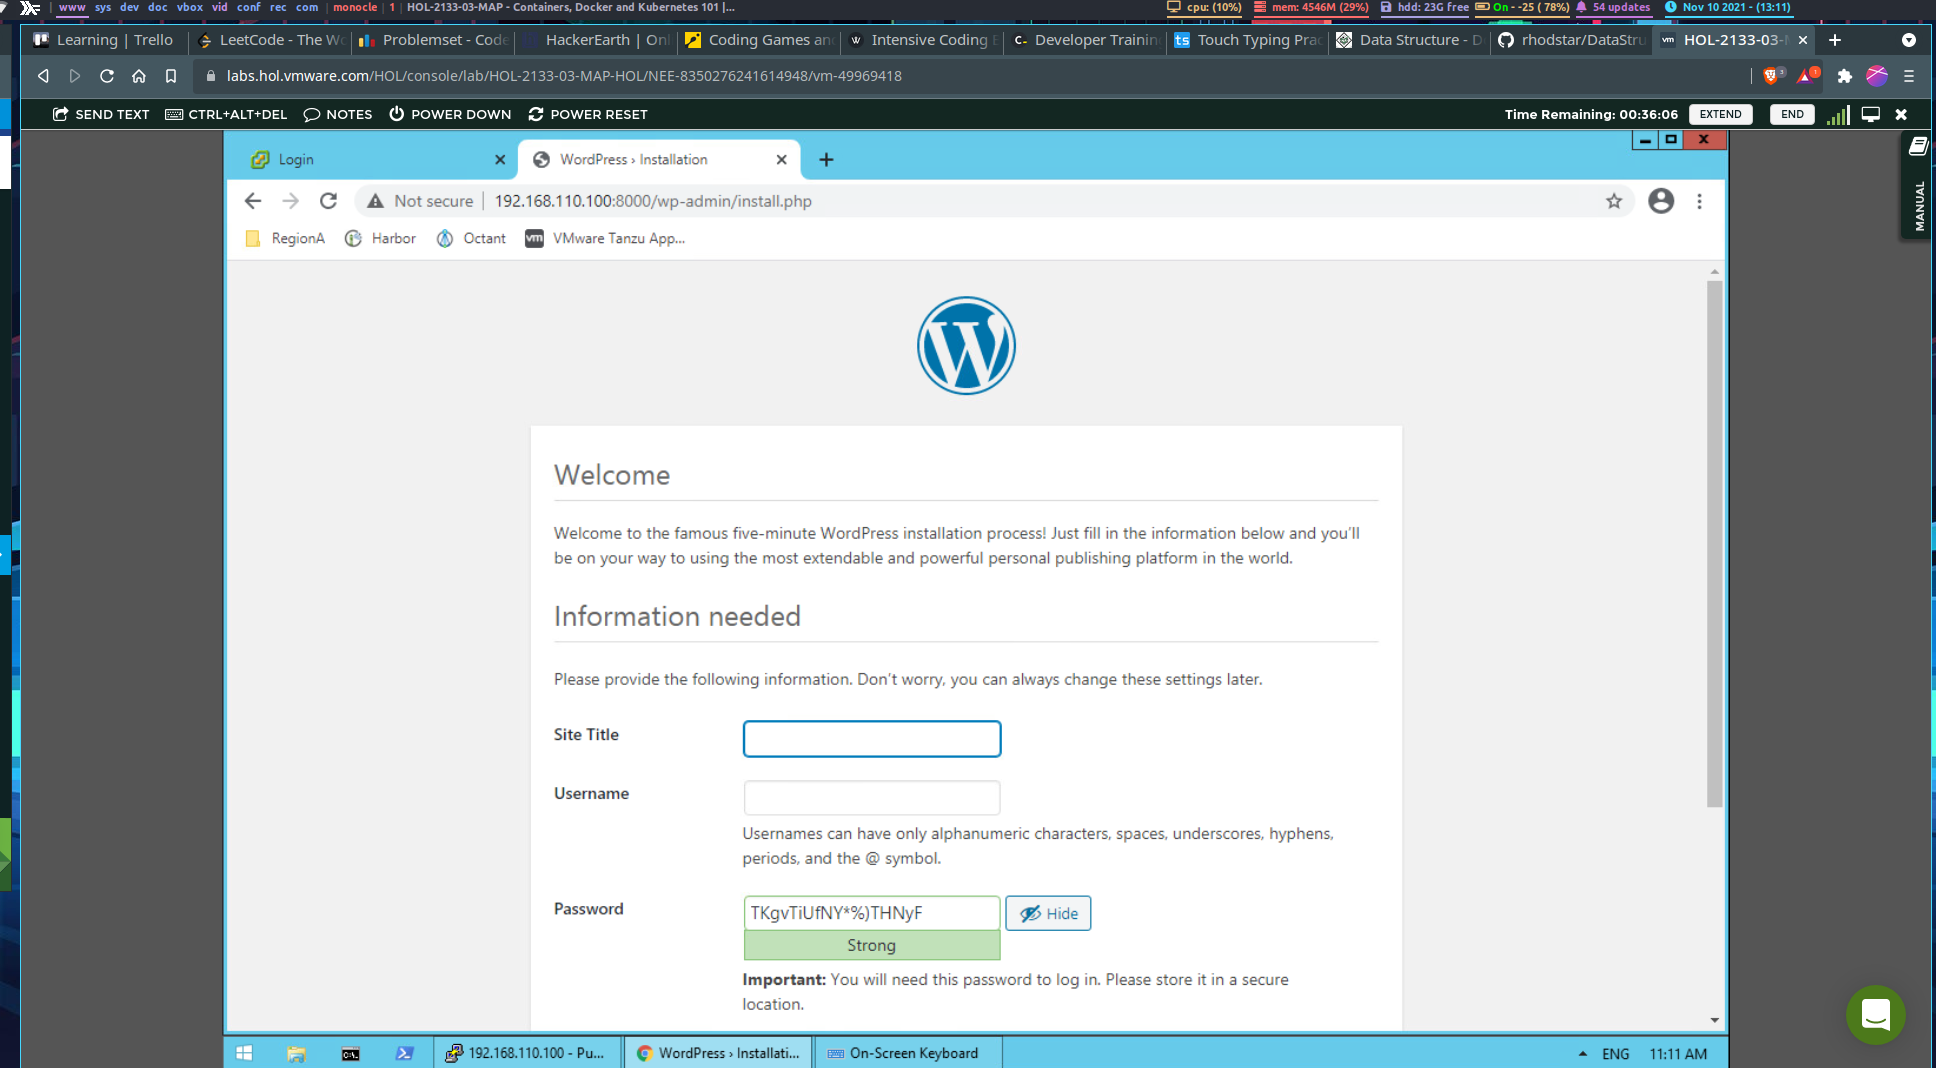 www sys dev doc vbox vid conf rec com | monocle | 1 | HOL-2133-03-MAP - Containers, Docker and Kubernetes 101 |...
cpu: (10%) mem: 4546M (29%) hdd: 23G free On - -25 ( 78%) 54 updates Nov 10 2021 - (13:11)
Learning | Trello LeetCode - The Wo Problemset - Code HackerEarth | Onl Coding Games and Intensive Coding Developer Training Touch Typing Prac Data Structure - D rhodstar/DataStru HOL-2133-03-
labs.hol.vmware.com/HOL/console/lab/HOL-2133-03-MAP-HOL/NEE-8350276241614948/vm-49969418
SEND TEXT CTRL+ALT+DEL NOTES POWER DOWN POWER RESET Time Remaining: 00:36:06 EXTEND END
MANUAL
Login WordPress › Installation
Not secure 192.168.110.100:8000/wp-admin/install.php
RegionA Harbor Octant vm VMware Tanzu App...
Welcome
Welcome to the famous five-minute WordPress installation process! Just fill in the information below and you'll
be on your way to using the most extendable and powerful personal publishing platform in the world.
Information needed
Please provide the following information. Don't worry, you can always change these settings later.
Site Title
Username
Usernames can have only alphanumeric characters, spaces, underscores, hyphens,
periods, and the @ symbol.
Password TKgvTiUfNY*%)THNyF Hide
Strong
Important: You will need this password to log in. Please store it in a secure
location.
192.168.110.100 - Pu... WordPress › Installati... On-Screen Keyboard ENG 11:11 AM